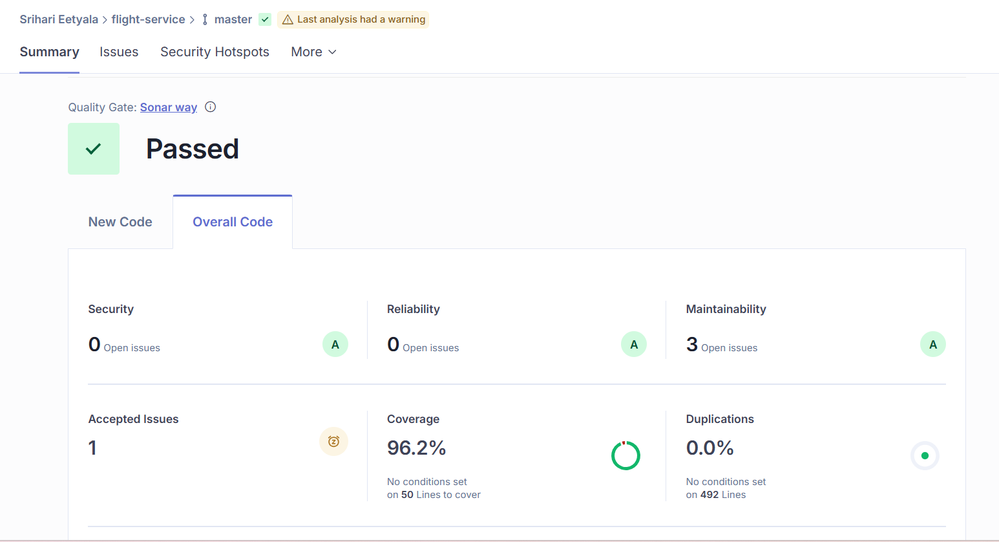 Srihari Eetyala > flight-service > master Last analysis had a warning
Summary Issues Security Hotspots More
Quality Gate: Sonar way
Passed
New Code Overall Code
Security
0 Open issues A
Reliability
0 Open issues A
Maintainability
3 Open issues A
Accepted Issues
1
Coverage
96.2%
No conditions set
on 50 Lines to cover
Duplications
0.0%
No conditions set
on 492 Lines